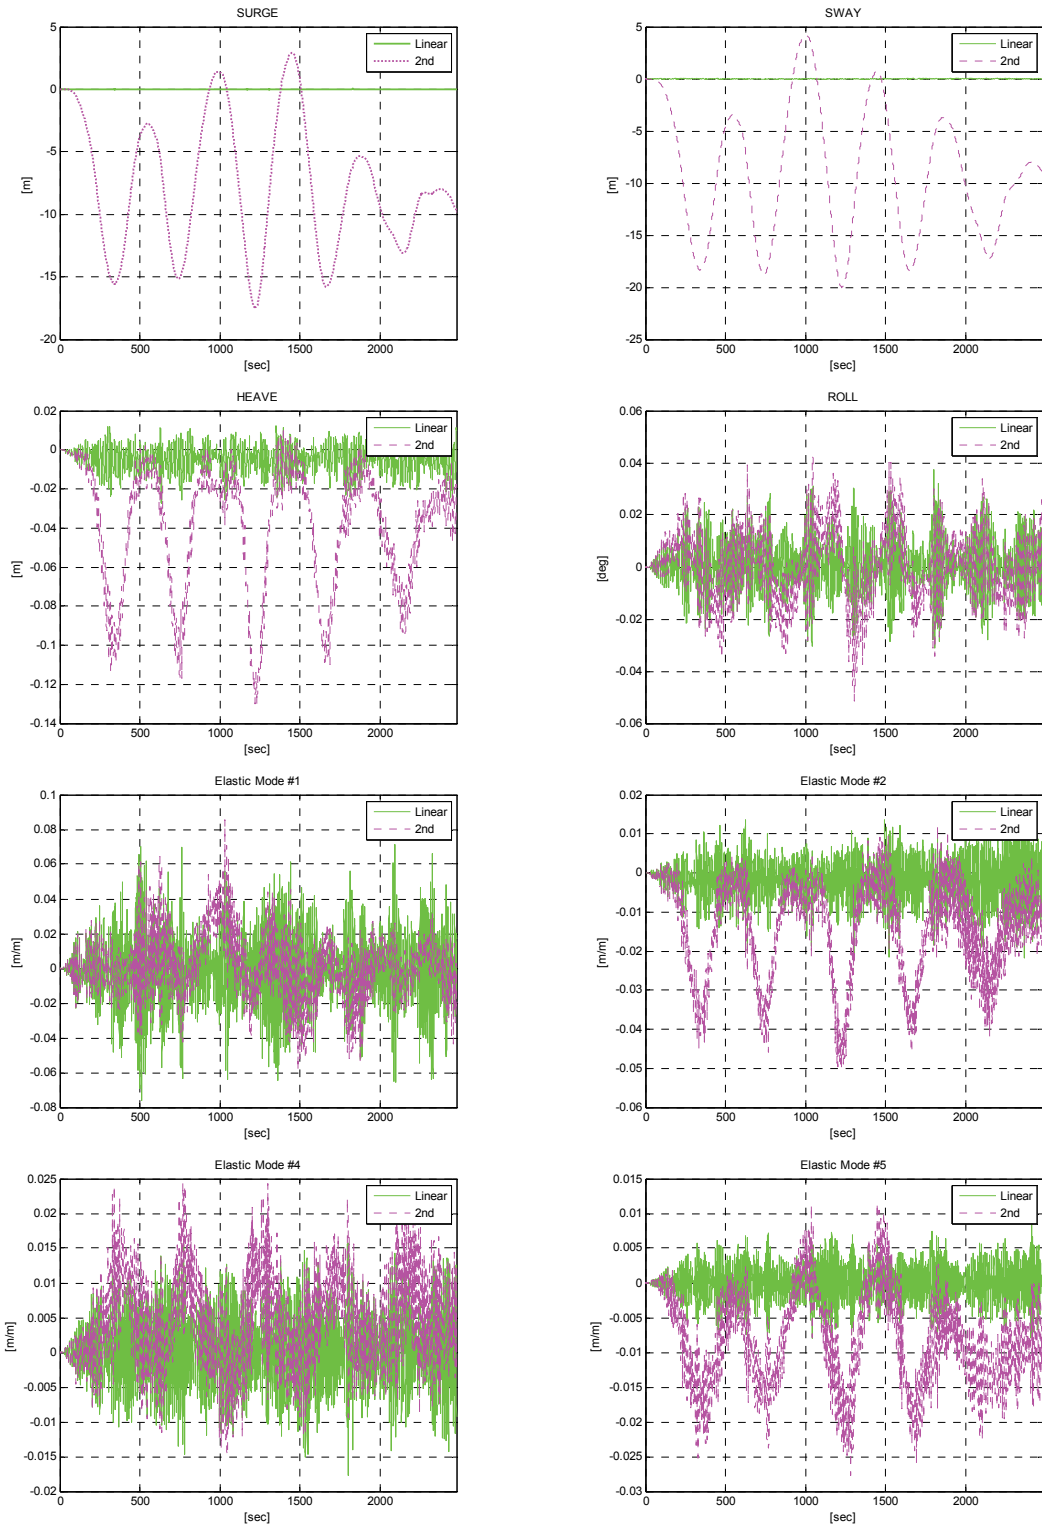 SURGE
5
0
-5
-10
-15
-20
[m]
0 500 1000 1500 2000
[sec]
Linear
2nd
SWAY
5
0
-5
-10
-15
-20
-25
[m]
0 500 1000 1500 2000
[sec]
Linear
2nd
HEAVE
0.02
0
-0.02
-0.04
-0.06
-0.08
-0.1
-0.12
-0.14
[m]
0 500 1000 1500 2000
[sec]
Linear
2nd
ROLL
0.06
0.04
0.02
0
-0.02
-0.04
-0.06
[deg]
0 500 1000 1500 2000
[sec]
Linear
2nd
Elastic Mode #1
0.1
0.08
0.06
0.04
0.02
0
-0.02
-0.04
-0.06
-0.08
[m/m]
0 500 1000 1500 2000
[sec]
Linear
2nd
Elastic Mode #2
0.02
0.01
0
-0.01
-0.02
-0.03
-0.04
-0.05
-0.06
[m/m]
0 500 1000 1500 2000
[sec]
Linear
2nd
Elastic Mode #4
0.025
0.02
0.015
0.01
0.005
0
-0.005
-0.01
-0.015
-0.02
[m/m]
0 500 1000 1500 2000
[sec]
Linear
2nd
Elastic Mode #5
0.015
0.01
0.005
0
-0.005
-0.01
-0.015
-0.02
-0.025
-0.03
[m/m]
0 500 1000 1500 2000
[sec]
Linear
2nd